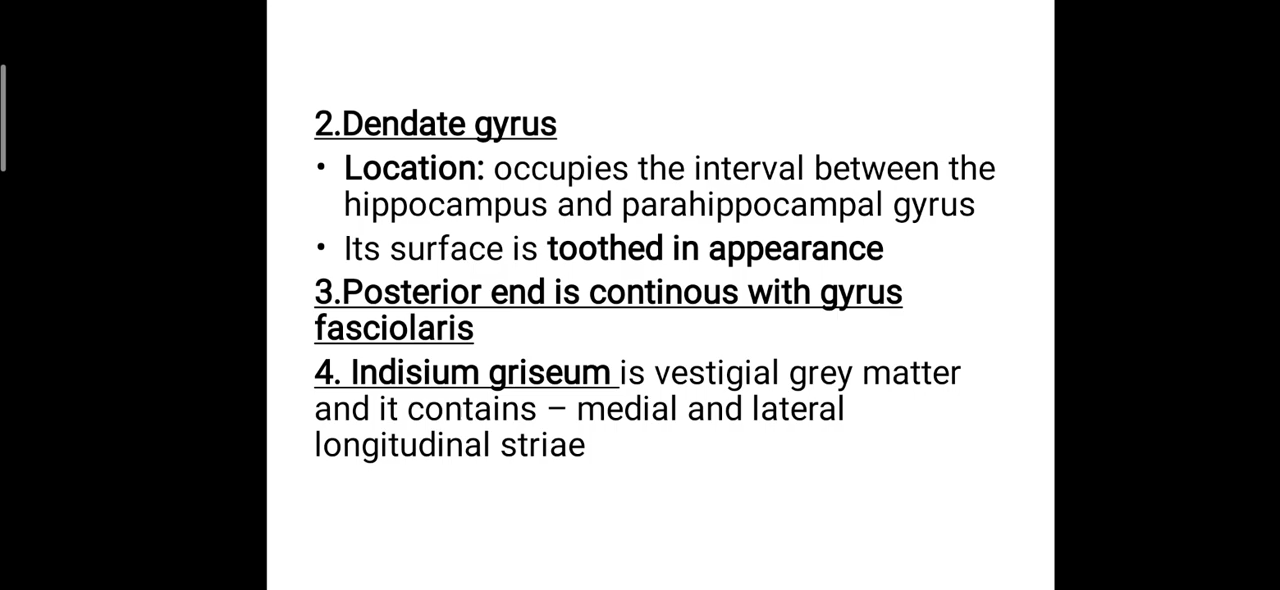 2.Dendate gyrus
• Location: occupies the interval between the
hippocampus and parahippocampal gyrus
• Its surface is toothed in appearance
3.Posterior end is continous with gyrus
fasciolaris
4. Indisium griseum is vestigial grey matter
and it contains – medial and lateral
longitudinal striae